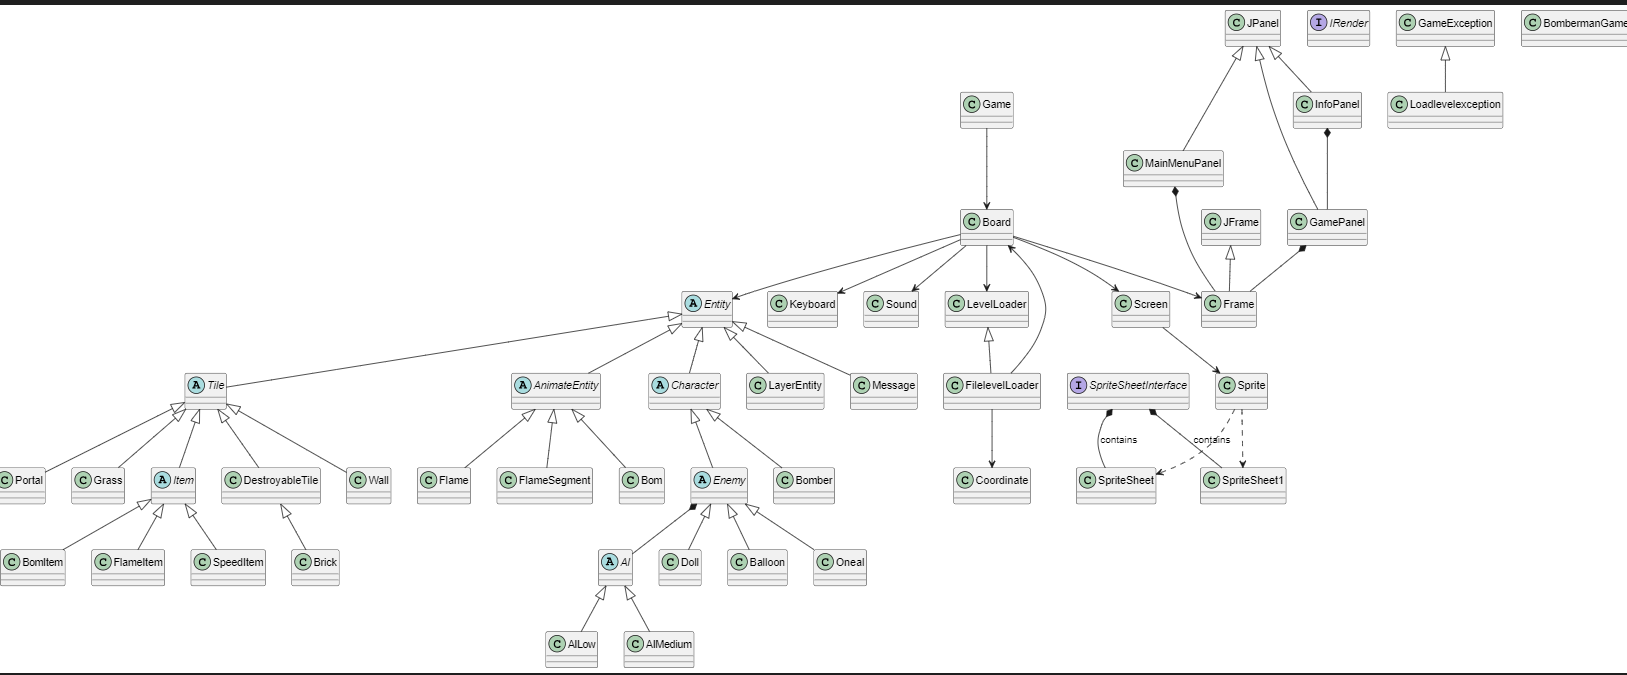 C JPanel
I IRender
C GameException
C BombermanGame
C Game
C InfoPanel
C Loadlevelexception
C MainMenuPanel
C Board
C JFrame
C GamePanel
A Entity
C Keyboard
C Sound
C LevelLoader
C Screen
C Frame
A Tile
A AnimateEntity
A Character
C LayerEntity
C Message
C FilelevelLoader
I SpriteSheetInterface
C Sprite
contains
contains
C Portal
C Grass
A Item
C DestroyableTile
C Wall
C Flame
C FlameSegment
C Bom
A Enemy
C Bomber
C Coordinate
C SpriteSheet
C SpriteSheet1
C BomItem
C FlameItem
C SpeedItem
C Brick
A AI
C Doll
C Balloon
C Oneal
C AILow
C AIMedium